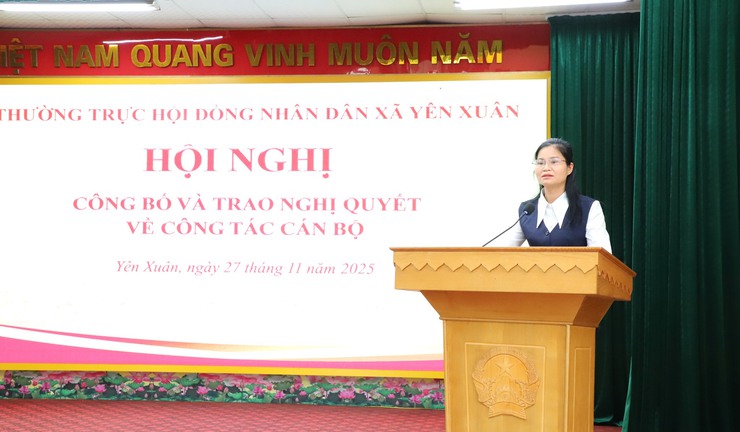 VIỆT NAM QUANG VINH MUÔN NĂM
THƯỜNG TRỰC HỘI ĐỒNG NHÂN DÂN XÃ YÊN XUÂN
HỘI NGHỊ
CÔNG BỐ VÀ TRAO NGHỊ QUYẾT
VỀ CÔNG TÁC CÁN BỘ
Yên Xuân, ngày 27 tháng 11 năm 2025